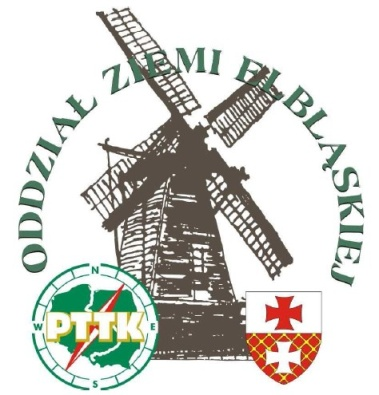 ODDZIAŁ ZIEMI ELBLĄSKIEJ
N
W E
PTTK
S